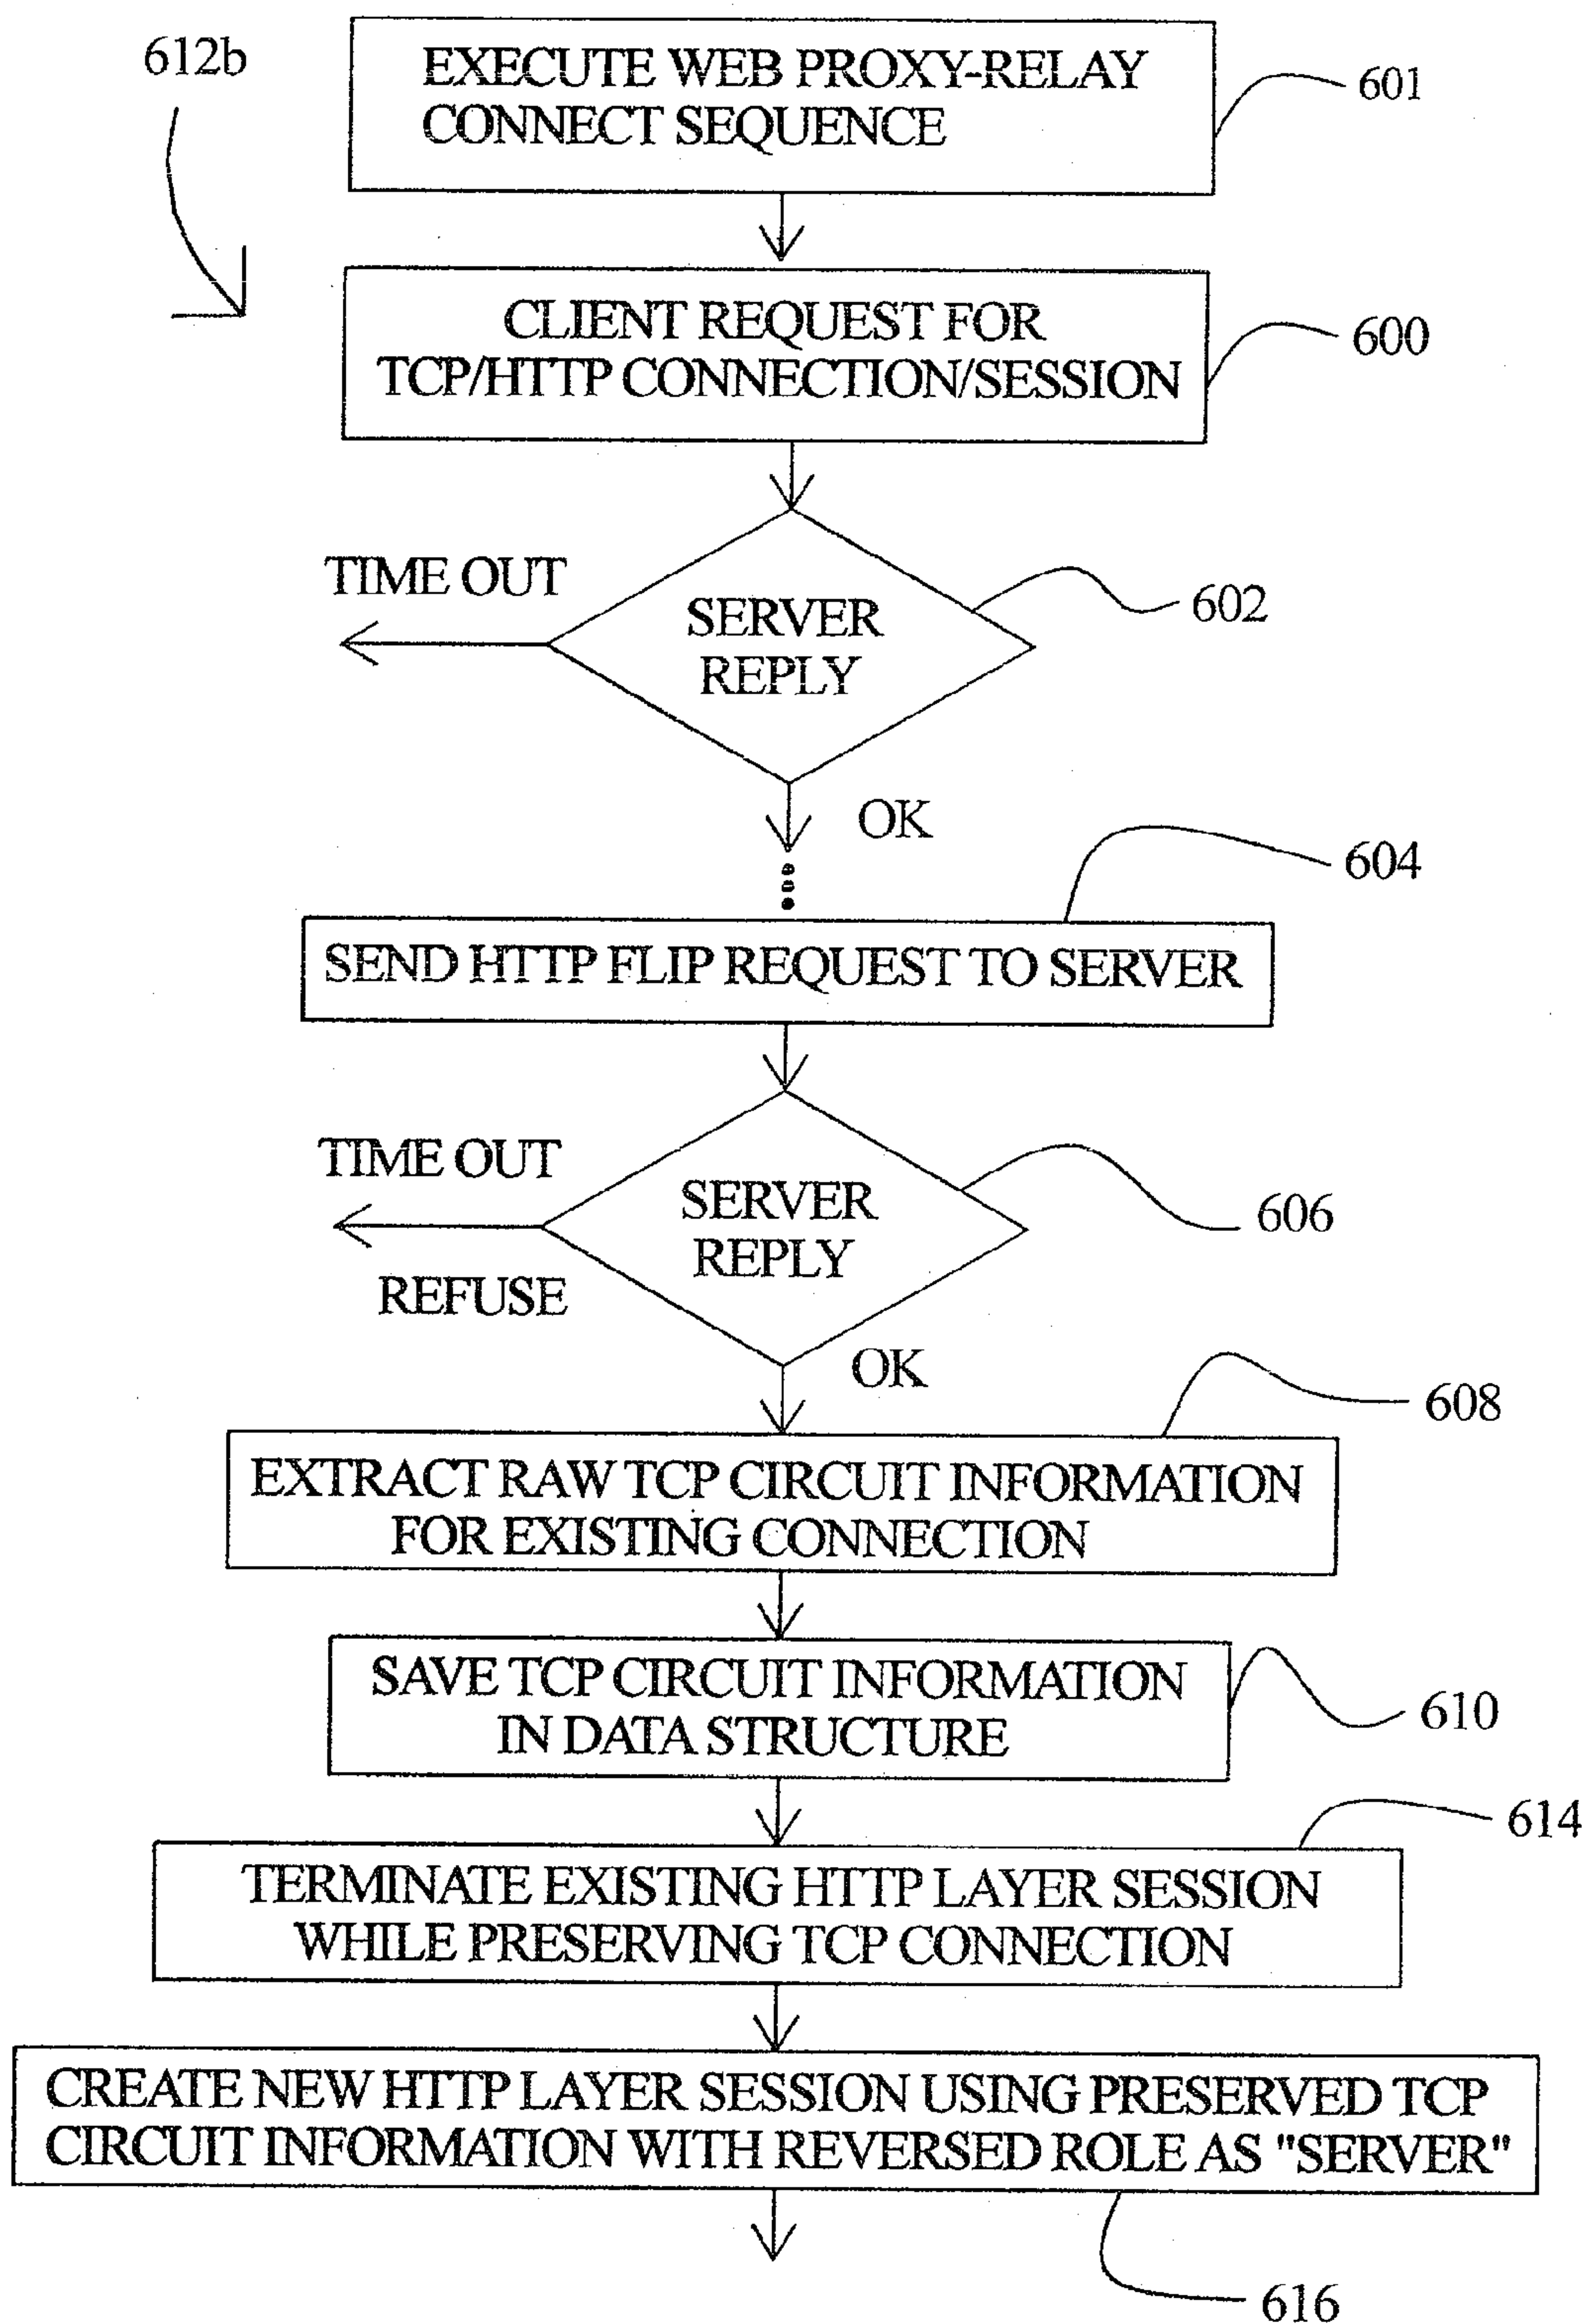 612b
EXECUTE WEB PROXY-RELAY
CONNECT SEQUENCE
601
CLIENT REQUEST FOR
TCP/HTTP CONNECTION/SESSION
600
TIME OUT
SERVER
REPLY
602
OK
604
SEND HTTP FLIP REQUEST TO SERVER
TIME OUT
SERVER
REPLY
606
REFUSE
OK
608
EXTRACT RAW TCP CIRCUIT INFORMATION
FOR EXISTING CONNECTION
SAVE TCP CIRCUIT INFORMATION
IN DATA STRUCTURE
610
614
TERMINATE EXISTING HTTP LAYER SESSION
WHILE PRESERVING TCP CONNECTION
CREATE NEW HTTP LAYER SESSION USING PRESERVED TCP
CIRCUIT INFORMATION WITH REVERSED ROLE AS "SERVER"
616